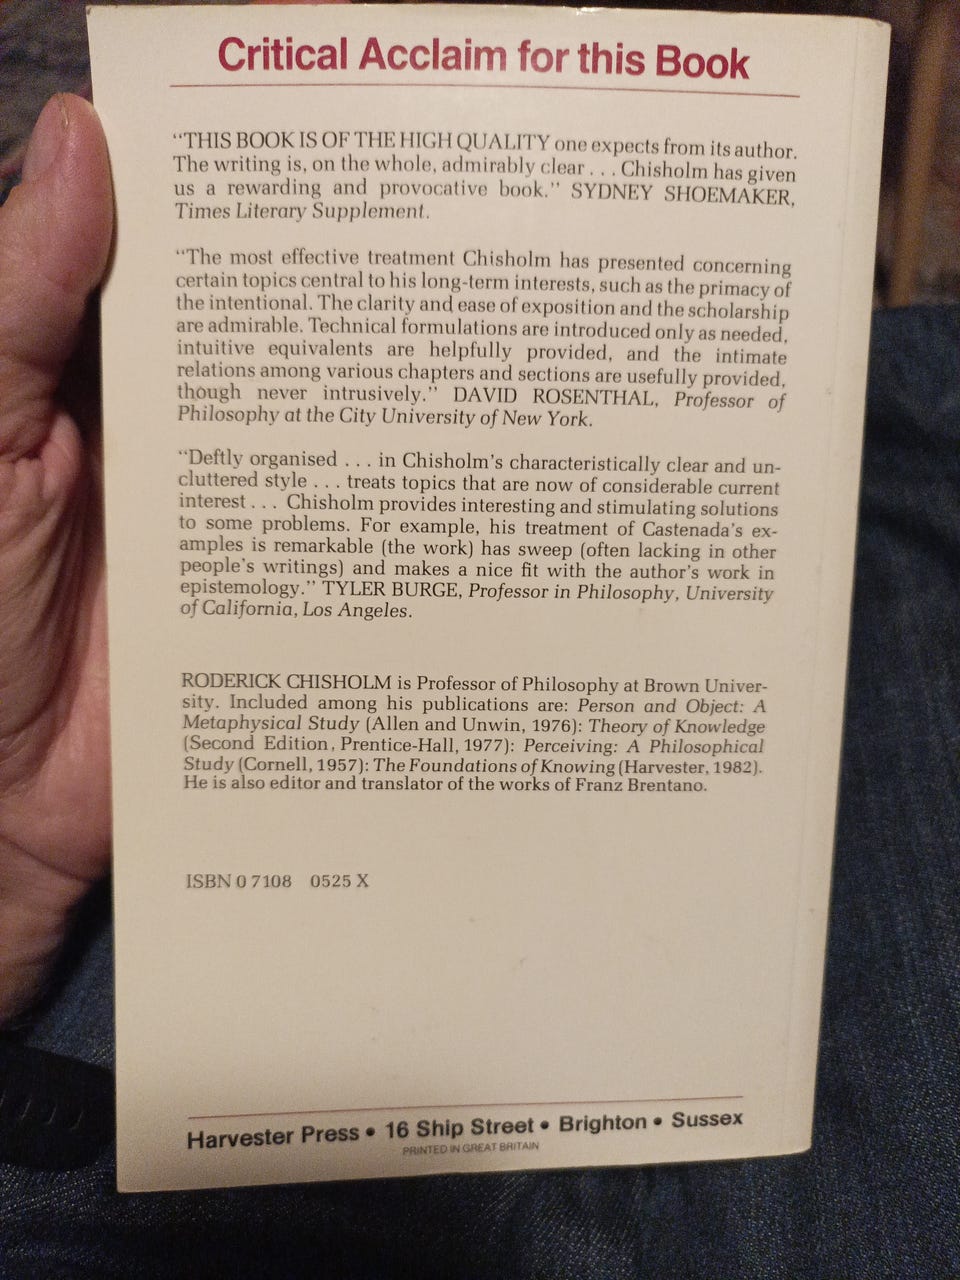 Critical Acclaim for this Book
“THIS BOOK IS OF THE HIGH QUALITY one expects from its author.
The writing is, on the whole, admirably clear . . . Chisholm has given
us a rewarding and provocative book.” SYDNEY SHOEMAKER,
Times Literary Supplement.
“The most effective treatment Chisholm has presented concerning
certain topics central to his long-term interests, such as the primacy of
the intentional. The clarity and ease of exposition and the scholarship
are admirable. Technical formulations are introduced only as needed,
intuitive equivalents are helpfully provided, and the intimate
relations among various chapters and sections are usefully provided,
though never intrusively.” DAVID ROSENTHAL, Professor of
Philosophy at the City University of New York.
“Deftly organised . . . in Chisholm’s characteristically clear and un-
cluttered style . . . treats topics that are now of considerable current
interest . . . Chisholm provides interesting and stimulating solutions
to some problems. For example, his treatment of Castenada’s ex-
amples is remarkable (the work) has sweep (often lacking in other
people’s writings) and makes a nice fit with the author’s work in
epistemology.” TYLER BURGE, Professor in Philosophy, University
of California, Los Angeles.
RODERICK CHISHOLM is Professor of Philosophy at Brown Univer-
sity. Included among his publications are: Person and Object: A
Metaphysical Study (Allen and Unwin, 1976): Theory of Knowledge
(Second Edition, Prentice-Hall, 1977): Perceiving: A Philosophical
Study (Cornell, 1957): The Foundations of Knowing (Harvester, 1982).
He is also editor and translator of the works of Franz Brentano.
ISBN 0 7108 0525 X
Harvester Press • 16 Ship Street • Brighton • Sussex
PRINTED IN GREAT BRITAIN